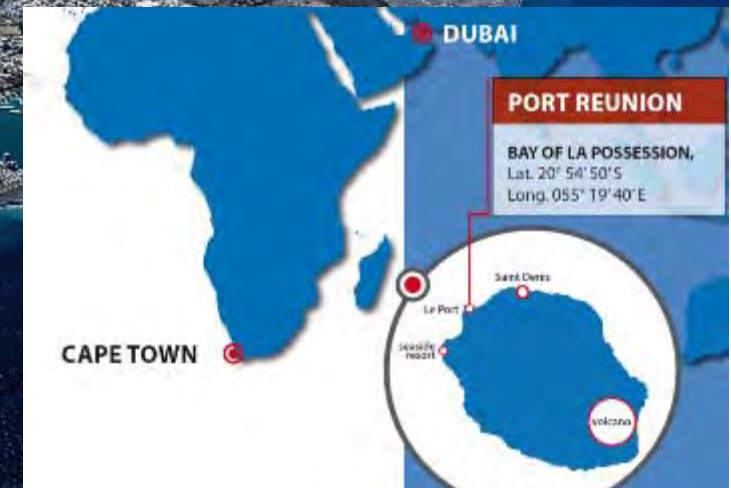 DUBAI
PORT REUNION
BAY OF LA POSSESSION,
Lat. 20° 54'50'S
Long. 055° 19'40'E
Saint Denis
Le Port
seaside
resort
CAPE TOWN
volcano